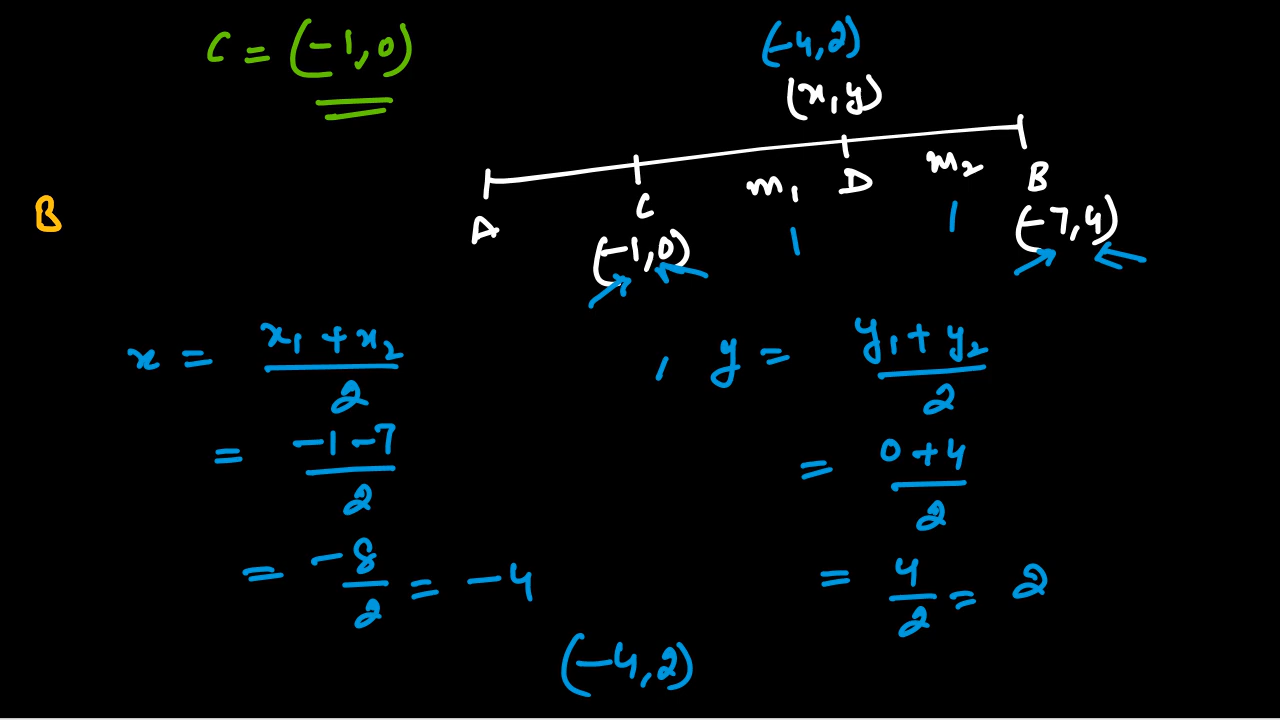 C = (-1,0)
(-4,2)
(x,y)
A C m₁ D m₂ B
(-1,0) 1 1 (-7,4)
B
x = x₁ + x₂ / 2 , y = y₁ + y₂ / 2
= -1 -7 / 2 = 0 + 4 / 2
= -8 / 2 = -4 = 4 / 2 = 2
(-4,2)